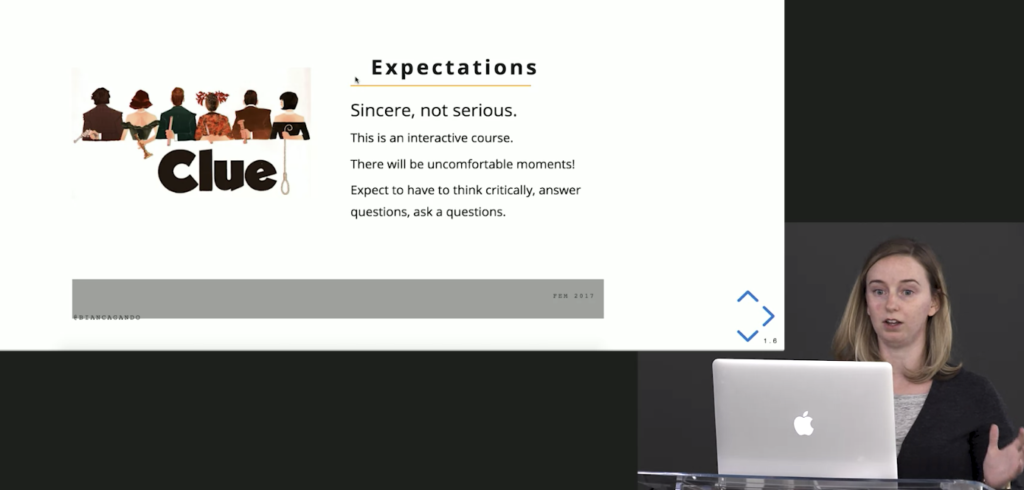 Expectations
Sincere, not serious.
This is an interactive course.
There will be uncomfortable moments!
Expect to have to think critically, answer
questions, ask a questions.
Clue
FEM 2017
@BIANCAGANDO
1.6